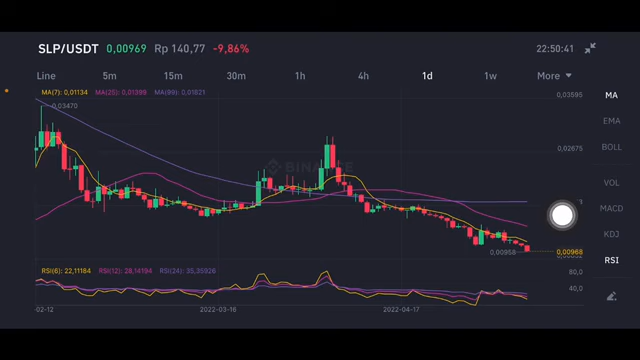 SLP/USDT 0,00969 Rp 140,77 -9,86% 22:50:41
Line 5m 15m 30m 1h 4h 1d 1w More
MA(7): 0,01134 MA(25): 0,01399 MA(99): 0,01821
0,03595
MA
0,03470
EMA
0,02675
BOLL
BINANCE
VOL
MACD
KDJ
0,00958
0,00968
RSI
RSI(6): 22,11184 RSI(12): 28,14194 RSI(24): 35,35926
80,0
40,0
-02-12 2022-03-16 2022-04-17